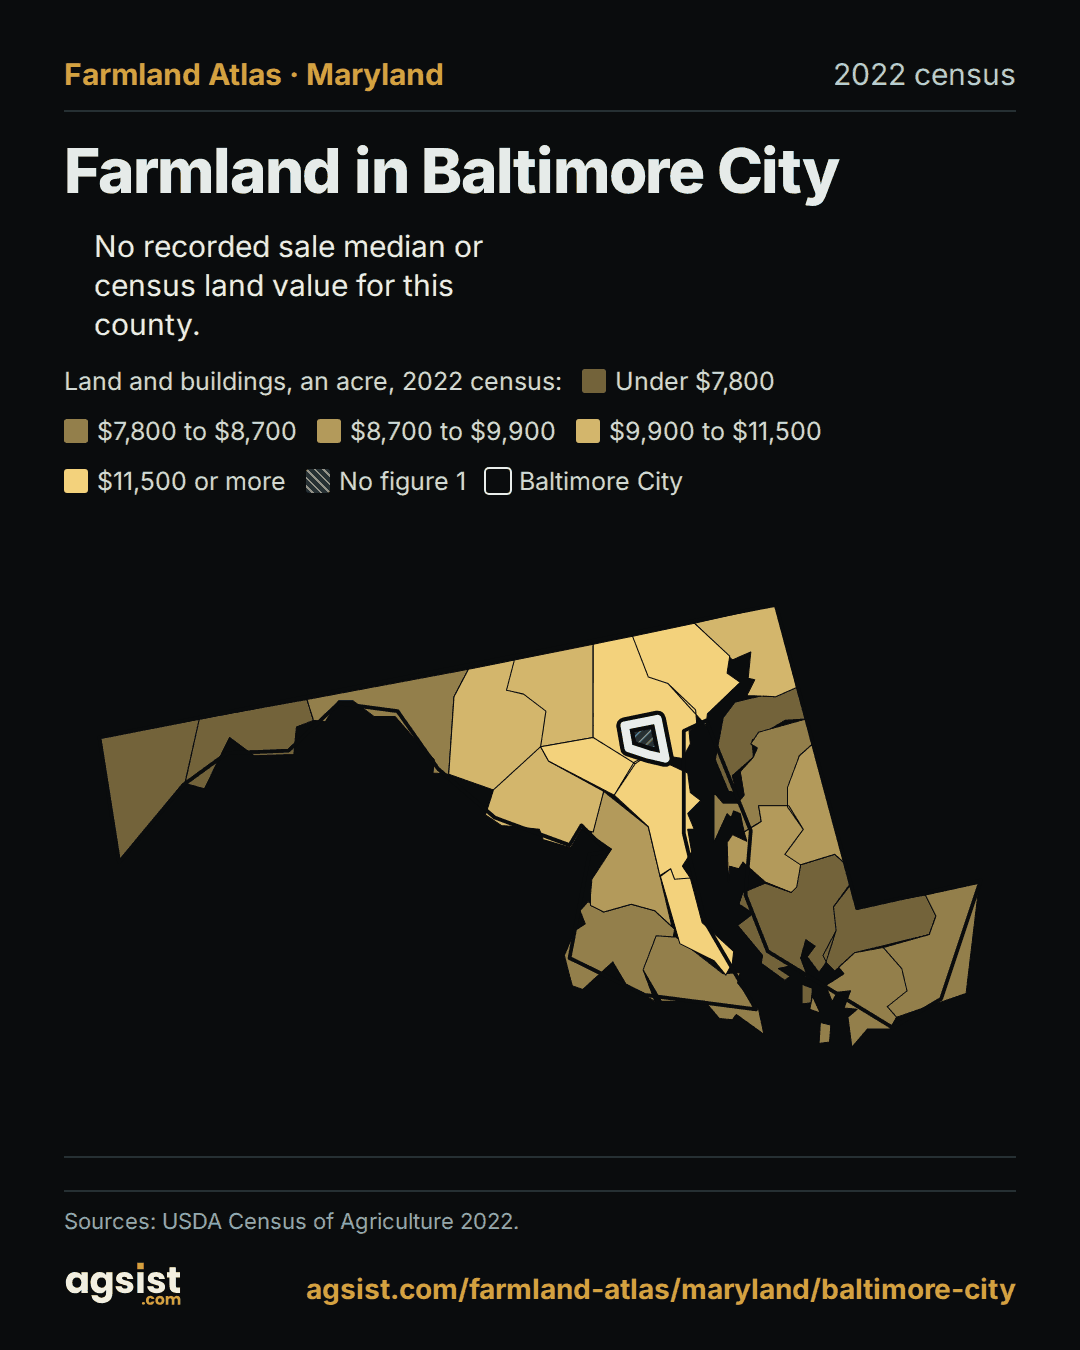 Farmland Atlas · Maryland
2022 census
Farmland in Baltimore City
No recorded sale median or
census land value for this
county.
Land and buildings, an acre, 2022 census: Under $7,800
$7,800 to $8,700 $8,700 to $9,900 $9,900 to $11,500
$11,500 or more No figure 1 Baltimore City
Sources: USDA Census of Agriculture 2022.
agsist
.com
agsist.com/farmland-atlas/maryland/baltimore-city